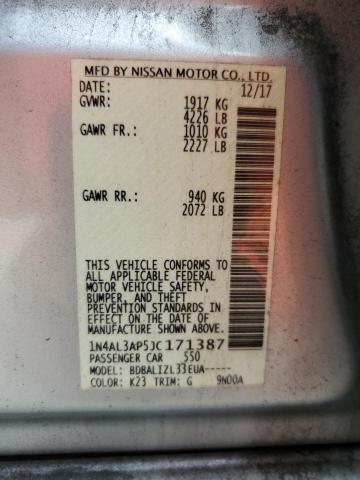 MFD BY NISSAN MOTOR CO., LTD.
DATE: 12/17
GVWR: 1917 KG
4226 LB
GAWR FR.: 1010 KG
2227 LB
GAWR RR.: 940 KG
2072 LB
THIS VEHICLE CONFORMS TO
ALL APPLICABLE FEDERAL
MOTOR VEHICLE SAFETY,
BUMPER, AND THEFT
PREVENTION STANDARDS
IN EFFECT ON THE DATE OF
MANUFACTURE SHOWN ABOVE.
1N4AL3AP5JC171387
PASSENGER CAR 550
MODEL: BDBALIZL33EUA-----
COLOR: K23 TRIM: G 9N00A